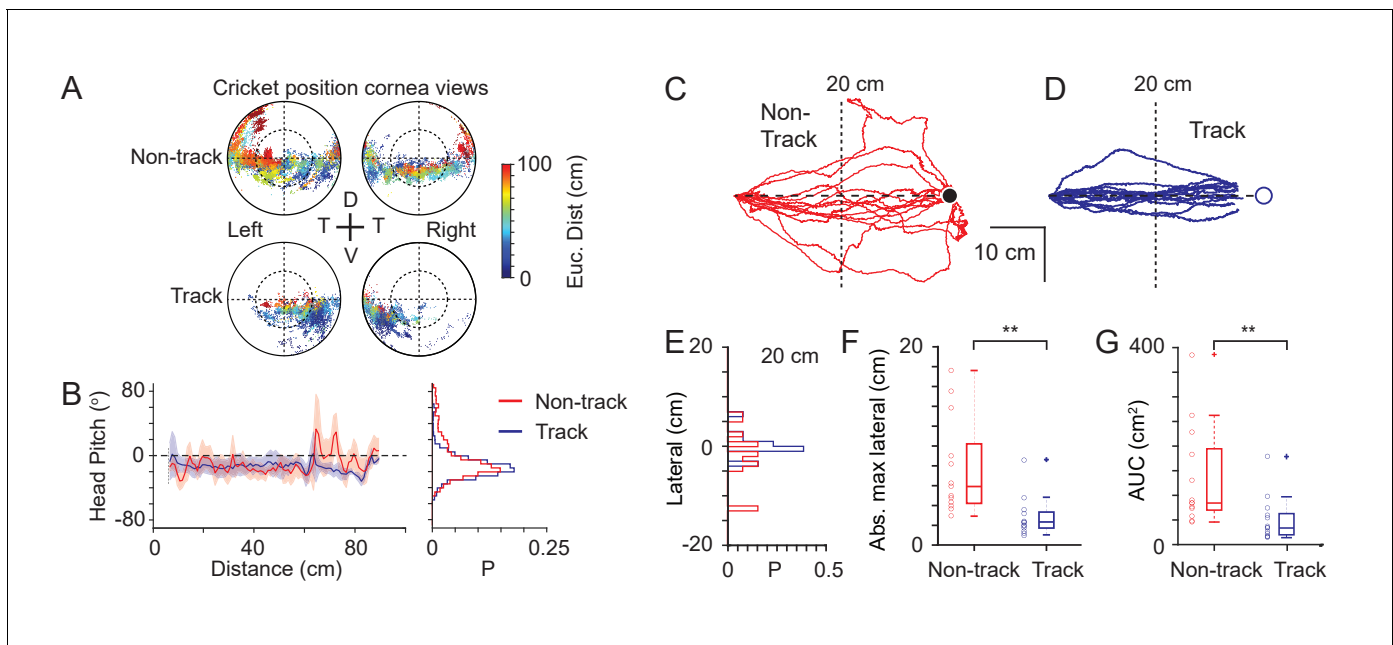 A
Cricket position cornea views
Non-track
100
0
Euc. Dist (cm)
D
T T
V
Left
Right
Track
B
80
0
-80
Head Pitch (o)
0
40
80
Distance (cm)
Non-track
Track
0
0.25
P
C
20 cm
Non-
Track
10 cm
D
20 cm
Track
E
20
0
-20
Lateral (cm)
20 cm
0
P
0.5
F
20
0
Abs. max lateral (cm)
**
Non-track Track
G
400
0
AUC (cm2)
**
Non-track Track